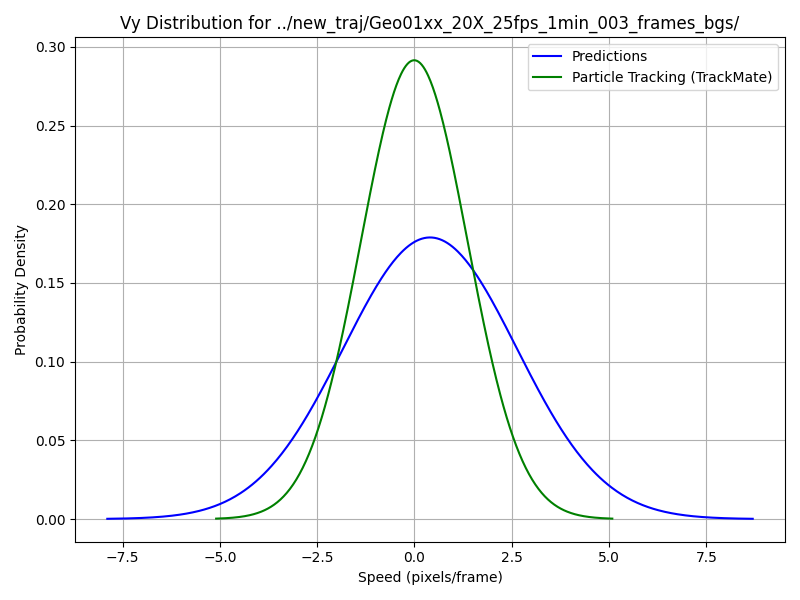 Vy Distribution for ../new_traj/Geo01xx_20X_25fps_1min_003_frames_bgs/
Predictions
Particle Tracking (TrackMate)
Probability Density
0.30
0.25
0.20
0.15
0.10
0.05
0.00
−7.5 −5.0 −2.5 0.0 2.5 5.0 7.5
Speed (pixels/frame)